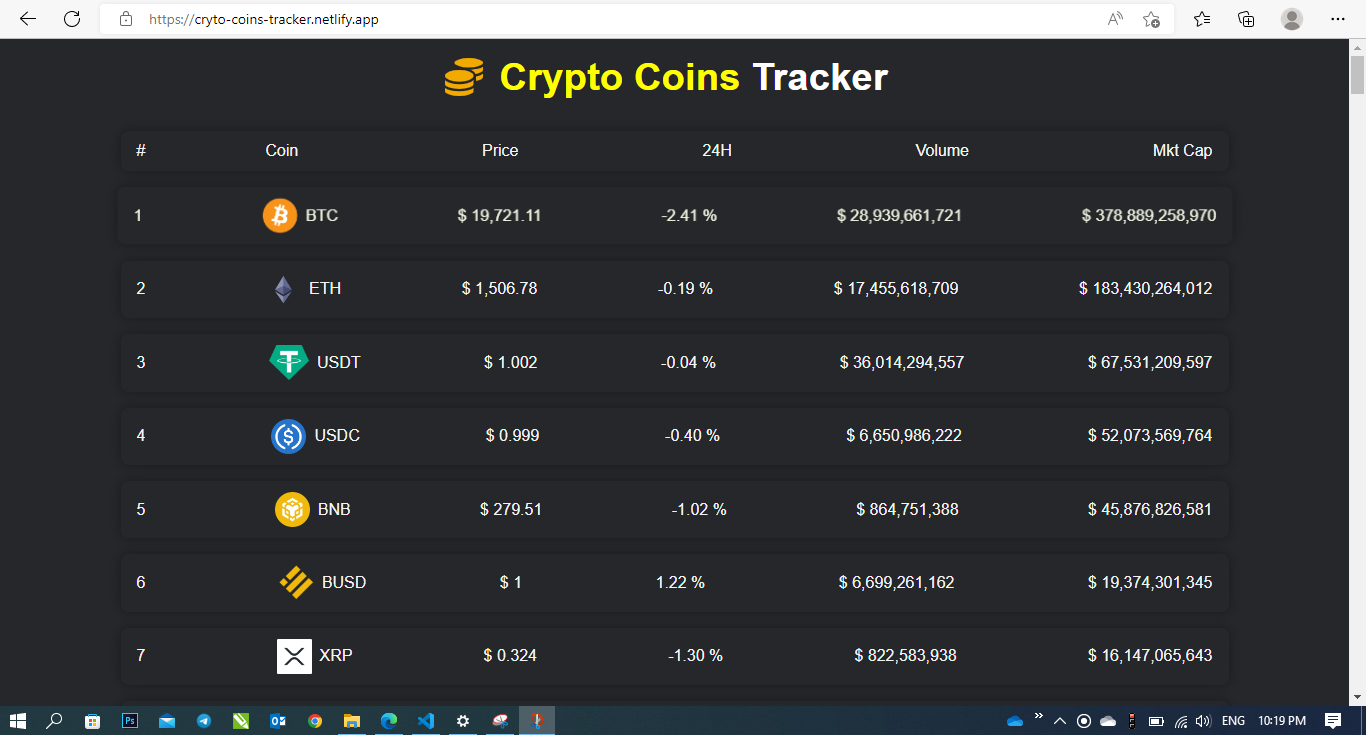 https://cryto-coins-tracker.netlify.app
Crypto Coins Tracker
# Coin Price 24H Volume Mkt Cap
1 BTC $ 19,721.11 -2.41 % $ 28,939,661,721 $ 378,889,258,970
2 ETH $ 1,506.78 -0.19 % $ 17,455,618,709 $ 183,430,264,012
3 USDT $ 1.002 -0.04 % $ 36,014,294,557 $ 67,531,209,597
4 USDC $ 0.999 -0.40 % $ 6,650,986,222 $ 52,073,569,764
5 BNB $ 279.51 -1.02 % $ 864,751,388 $ 45,876,826,581
6 BUSD $ 1 1.22 % $ 6,699,261,162 $ 19,374,301,345
7 XRP $ 0.324 -1.30 % $ 822,583,938 $ 16,147,065,643
Ps ENG 10:19 PM